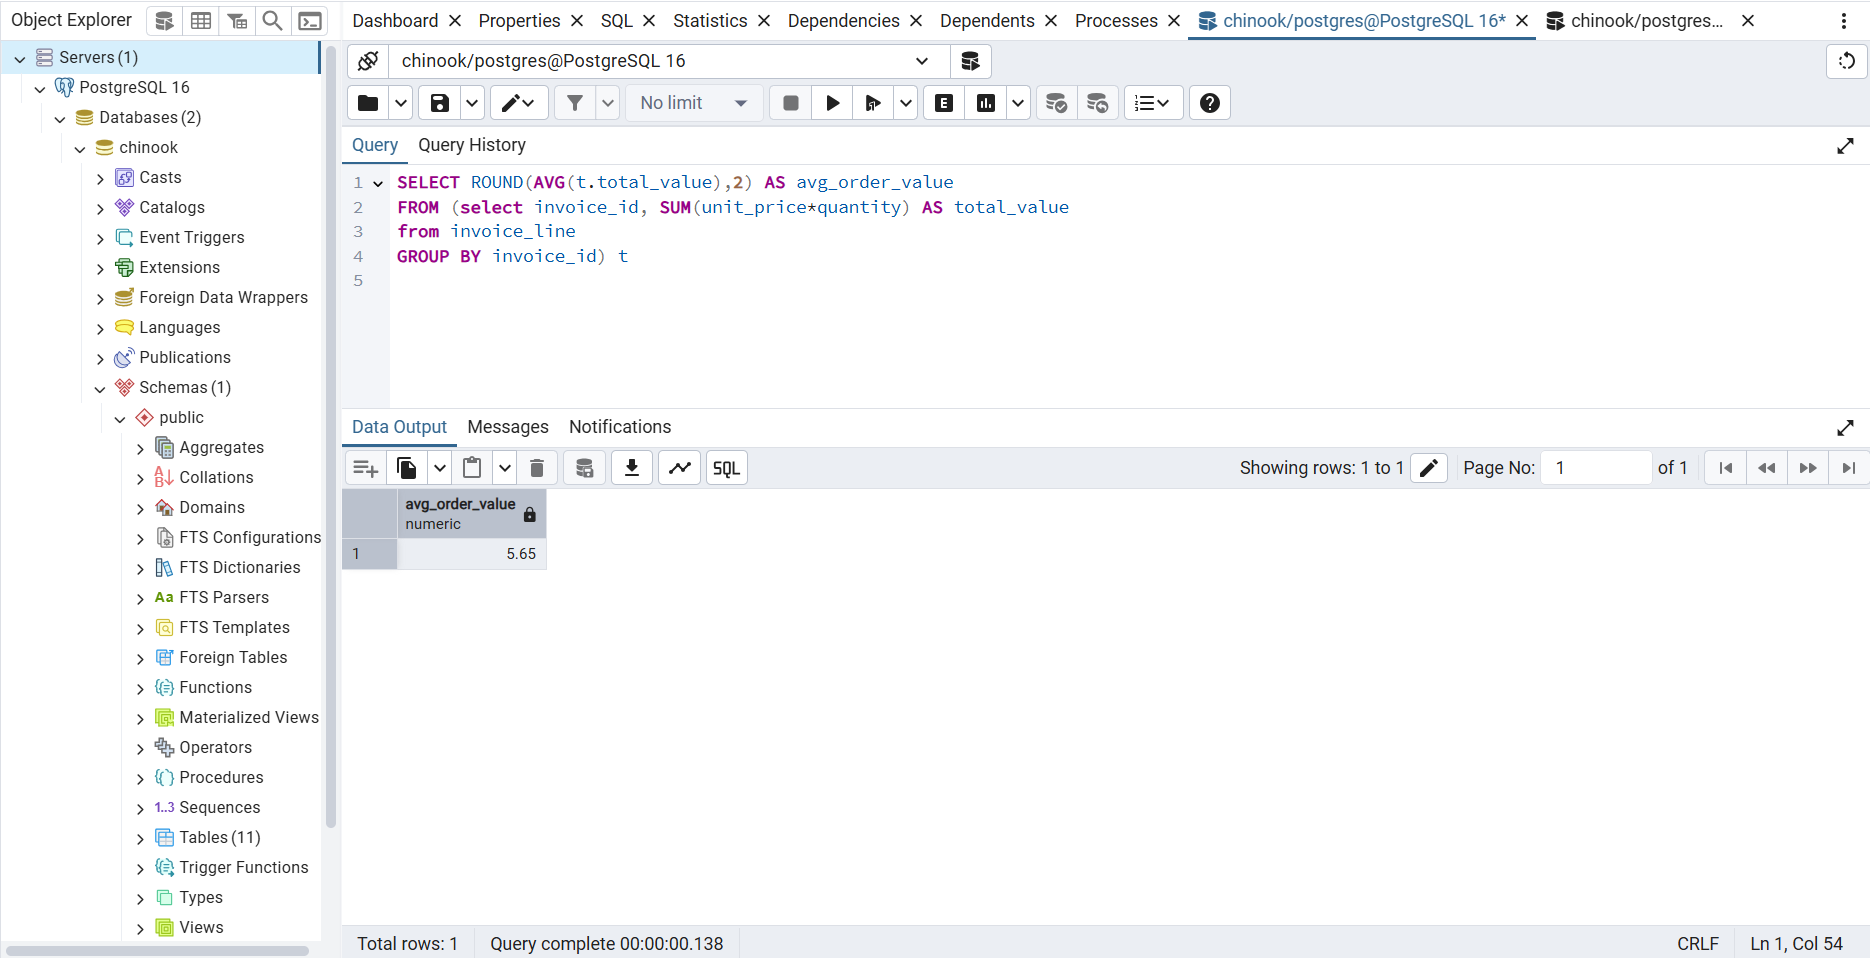 Object Explorer
Dashboard Properties SQL Statistics Dependencies Dependents Processes chinook/postgres@PostgreSQL 16* chinook/postgres...
Servers (1)
PostgreSQL 16
Databases (2)
chinook
Casts
Catalogs
Event Triggers
Extensions
Foreign Data Wrappers
Languages
Publications
Schemas (1)
public
Aggregates
Collations
Domains
FTS Configurations
FTS Dictionaries
Aa FTS Parsers
FTS Templates
Foreign Tables
Functions
Materialized Views
Operators
Procedures
1..3 Sequences
Tables (11)
Trigger Functions
Types
Views
chinook/postgres@PostgreSQL 16
No limit E
Query Query History
1 SELECT ROUND(AVG(t.total_value),2) AS avg_order_value
2 FROM (select invoice_id, SUM(unit_price*quantity) AS total_value
3 from invoice_line
4 GROUP BY invoice_id) t
5
Data Output Messages Notifications
SQL Showing rows: 1 to 1 Page No: 1 of 1
avg_order_value
numeric
1 5.65
Total rows: 1 Query complete 00:00:00.138 CRLF Ln 1, Col 54